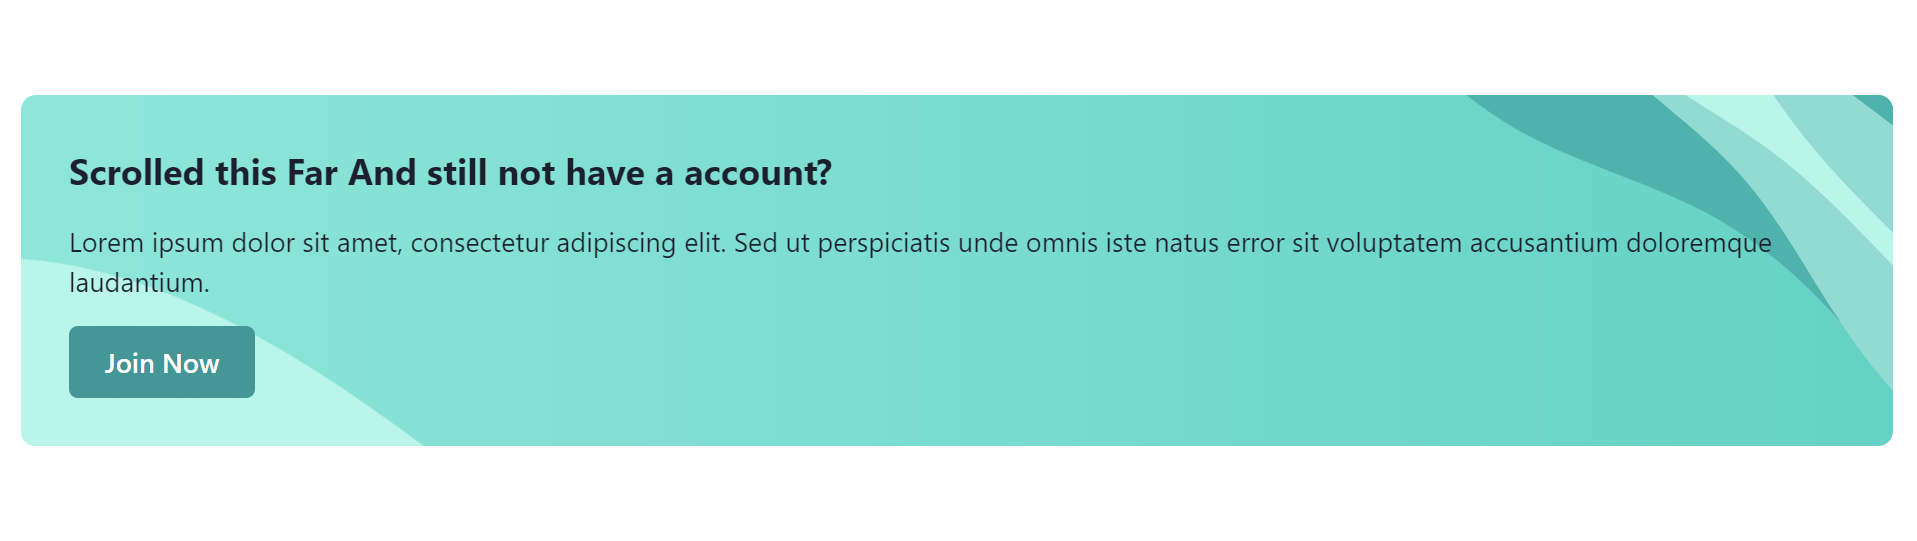 Scrolled this Far And still not have a account?
Lorem ipsum dolor sit amet, consectetur adipiscing elit. Sed ut perspiciatis unde omnis iste natus error sit voluptatem accusantium doloremque
laudantium.
Join Now